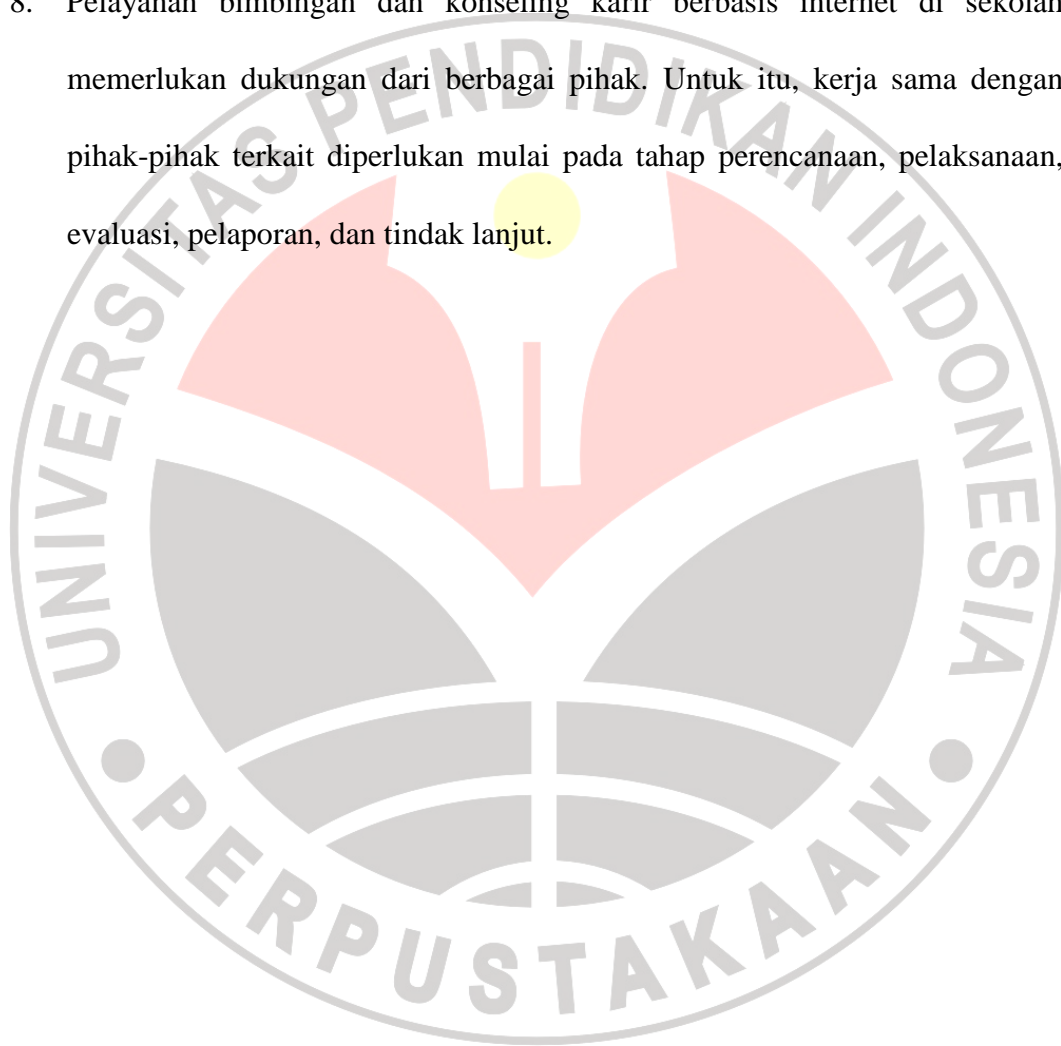 8. Pelayanan bimbingan dan konseling karir berbasis internet di sekolah
memerlukan dukungan dari berbagai pihak. Untuk itu, kerja sama dengan
pihak-pihak terkait diperlukan mulai pada tahap perencanaan, pelaksanaan,
evaluasi, pelaporan, dan tindak lanjut.
UNIVERSITAS PENDIDIKAN INDONESIA
PERPUSTAKAAN